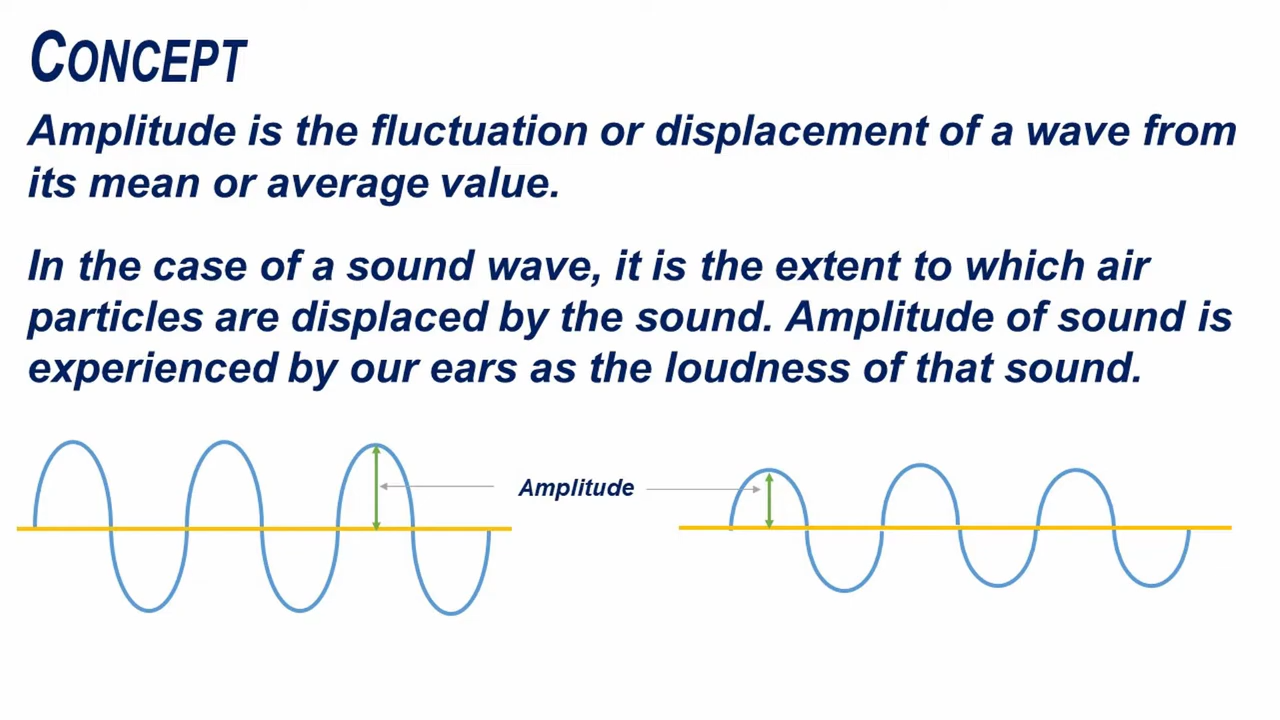 CONCEPT
Amplitude is the fluctuation or displacement of a wave from
its mean or average value.
In the case of a sound wave, it is the extent to which air
particles are displaced by the sound. Amplitude of sound is
experienced by our ears as the loudness of that sound.
Amplitude